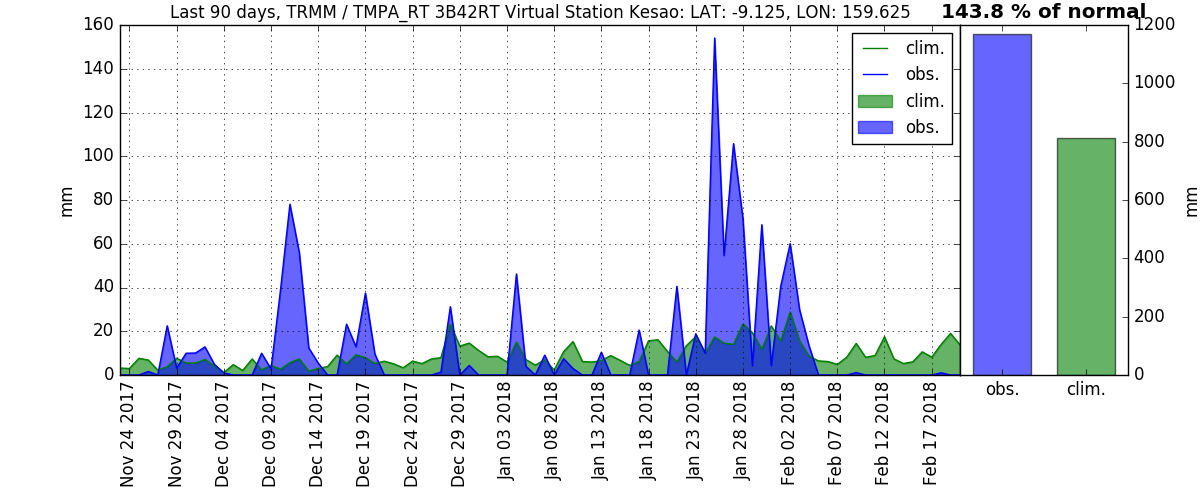 Last 90 days, TRMM / TMPA_RT 3B42RT Virtual Station Kesao: LAT: -9.125, LON: 159.625
143.8 % of normal
160
140
120
100
80
60
40
20
0
mm
clim.
obs.
clim.
obs.
1200
1000
800
600
400
200
0
mm
Nov 24 2017
Nov 29 2017
Dec 04 2017
Dec 09 2017
Dec 14 2017
Dec 19 2017
Dec 24 2017
Dec 29 2017
Jan 03 2018
Jan 08 2018
Jan 13 2018
Jan 18 2018
Jan 23 2018
Jan 28 2018
Feb 02 2018
Feb 07 2018
Feb 12 2018
Feb 17 2018
obs.
clim.